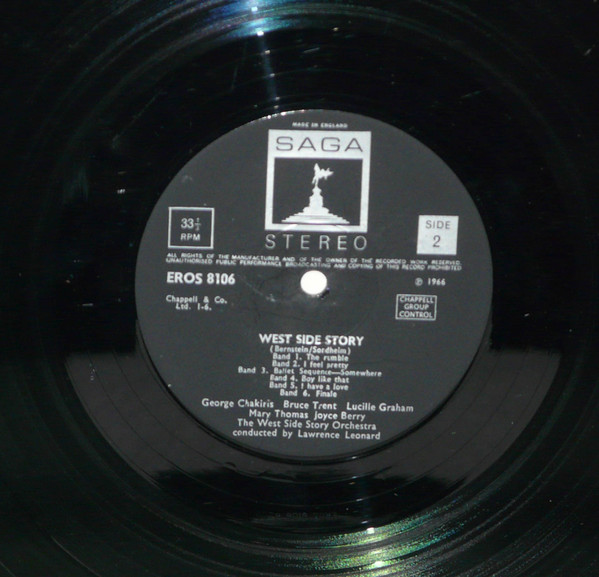 MADE IN ENGLAND
SAGA
33 1/3
RPM
STEREO
SIDE
2
ALL RIGHTS OF THE MANUFACTURER AND OF THE OWNER OF THE RECORDED WORK RESERVED.
UNAUTHORISED PUBLIC PERFORMANCE BROADCASTING AND COPYING OF THIS RECORD PROHIBITED
EROS 8106
℗ 1966
Chappell & Co.
Ltd. 1-6.
CHAPPELL
GROUP
CONTROL
WEST SIDE STORY
(Bernstein/Sordheim)
Band 1. The rumble
Band 2. I feel pretty
Band 3. Ballet Sequence—Somewhere
Band 4. Boy like that
Band 5. I have a love
Band 6. Finale
George Chakiris Bruce Trent Lucille Graham
Mary Thomas Joyce Berry
The West Side Story Orchestra
conducted by Lawrence Leonard